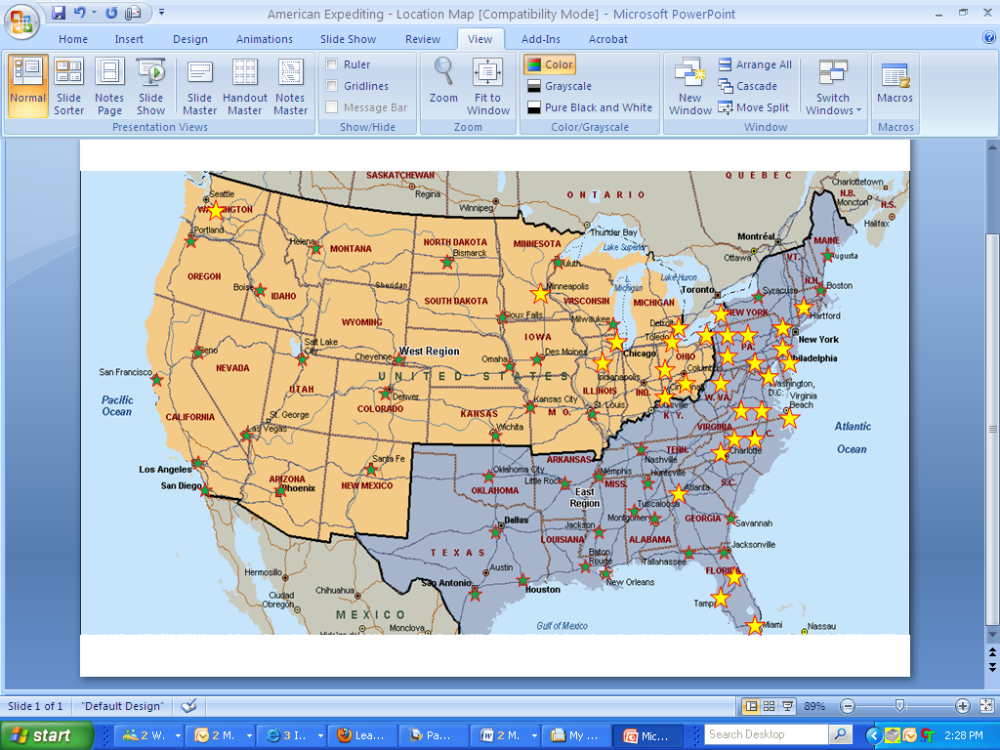 American Expediting - Location Map [Compatibility Mode] - Microsoft PowerPoint
Home Insert Design Animations Slide Show Review View Add-Ins Acrobat
Normal
Slide Sorter
Notes Page
Slide Show
Slide Master
Handout Master
Notes Master
Presentation Views
Ruler
Gridlines
Message Bar
Show/Hide
Zoom
Fit to Window
Zoom
Color
Grayscale
Pure Black and White
Color/Grayscale
New Window
Arrange All
Cascade
Move Split
Switch Windows
Window
Macros
Macros
SASKATCHEWAN
Regina
Winnipeg
ONTARIO
QUEBEC
Charlottetown
N.B.
Moncton
N.S.
Halifax
Seattle
Portland
Helena
MONTANA
NORTH DAKOTA
Bismarck
MINNESOTA
Thunder Bay
Lake Superior
Montréal
Ottawa
MAINE
VT.
Augusta
OREGON
Boise
IDAHO
Sheridan
SOUTH DAKOTA
Minneapolis
WISCONSIN
L. Michigan
Lake Huron
MICHIGAN
Toronto
N.H.
Boston
Syracuse
Hartford
NEW YORK
WYOMING
Sioux Falls
Milwaukee
Detroit
Toledo
New York
Reno
Salt Lake City
Cheyenne
West Region
IOWA
Des Moines
Chicago
OHIO
PA.
NEVADA
Omaha
UNITED STATES
Indianapolis
San Francisco
UTAH
Denver
COLORADO
KANSAS
Kansas City
M O.
St. Louis
ILLINOIS
IND.
W. VA.
Washington, D.C.
Pacific Ocean
CALIFORNIA
St. George
Las Vegas
Wichita
K Y.
VIRGINIA
Virginia Beach
Atlantic Ocean
Los Angeles
San Diego
ARIZONA
Phoenix
Santa Fe
NEW MEXICO
Oklahoma City
OKLAHOMA
ARKANSAS
Little Rock
Memphis
TENN.
Nashville
Huntsville
Charlotte
S.C.
East Region
MISS.
Atlanta
Tuscaloosa
Montgomery
GEORGIA
Savannah
Dallas
TEXAS
Jackson
LOUISIANA
ALABAMA
Jacksonville
Tallahassee
Baton Rouge
New Orleans
FLORIDA
Austin
San Antonio
Houston
Tampa
Miami
Nassau
Hermosillo
Ciudad Obregon
Chihuahua
MEXICO
Monclova
Gulf of Mexico
Slide 1 of 1 "Default Design" 89%
start 2 W... 2 M... 3 I... Lea... Pa... 2 M... My ... Mic... Search Desktop 2:28 PM